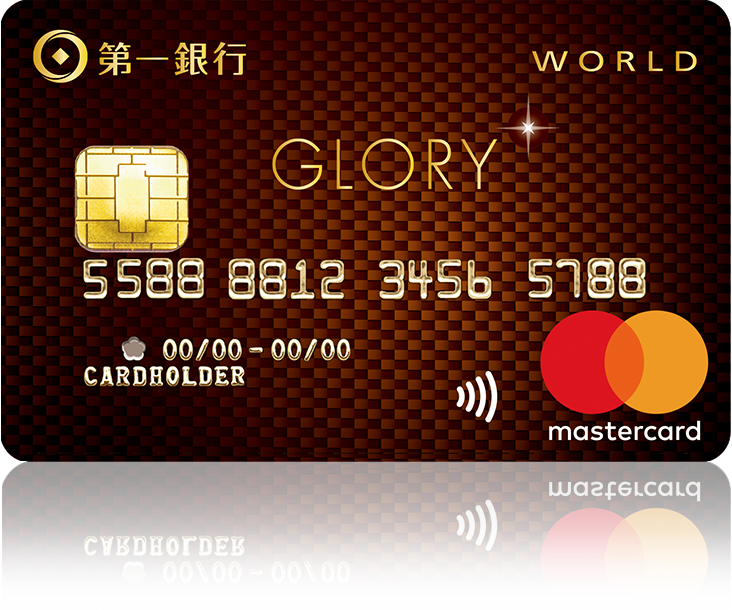 第一銀行 WORLD
GLORY
5588 8812 3456 5788
00/00-00/00
CARDHOLDER
mastercard